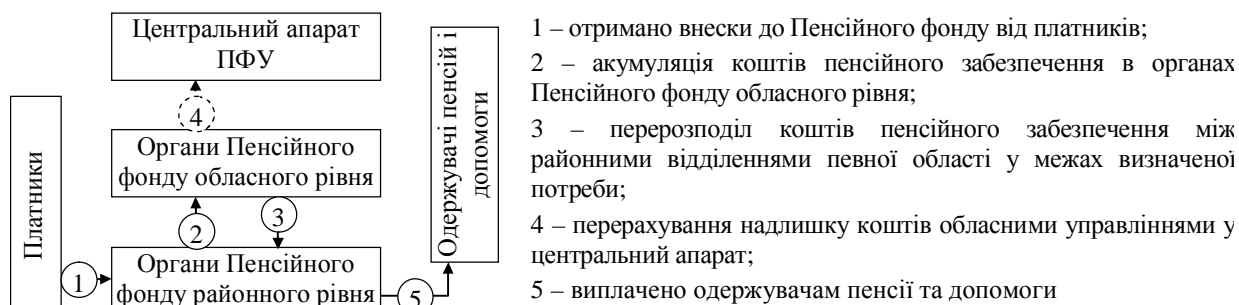 Центральний апарат
ПФУ
4
Органи Пенсійного
фонду обласного рівня
2
3
Органи Пенсійного
фонду районного рівня
Платники
1
5
Одержувачі пенсій і
допомоги
1 – отримано внески до Пенсійного фонду від платників;
2 – акумуляція коштів пенсійного забезпечення в органах
Пенсійного фонду обласного рівня;
3 – перерозподіл коштів пенсійного забезпечення між
районними відділеннями певної області у межах визначеної
потреби;
4 – перерахування надлишку коштів обласними управліннями у
центральний апарат;
5 – виплачено одержувачам пенсії та допомоги